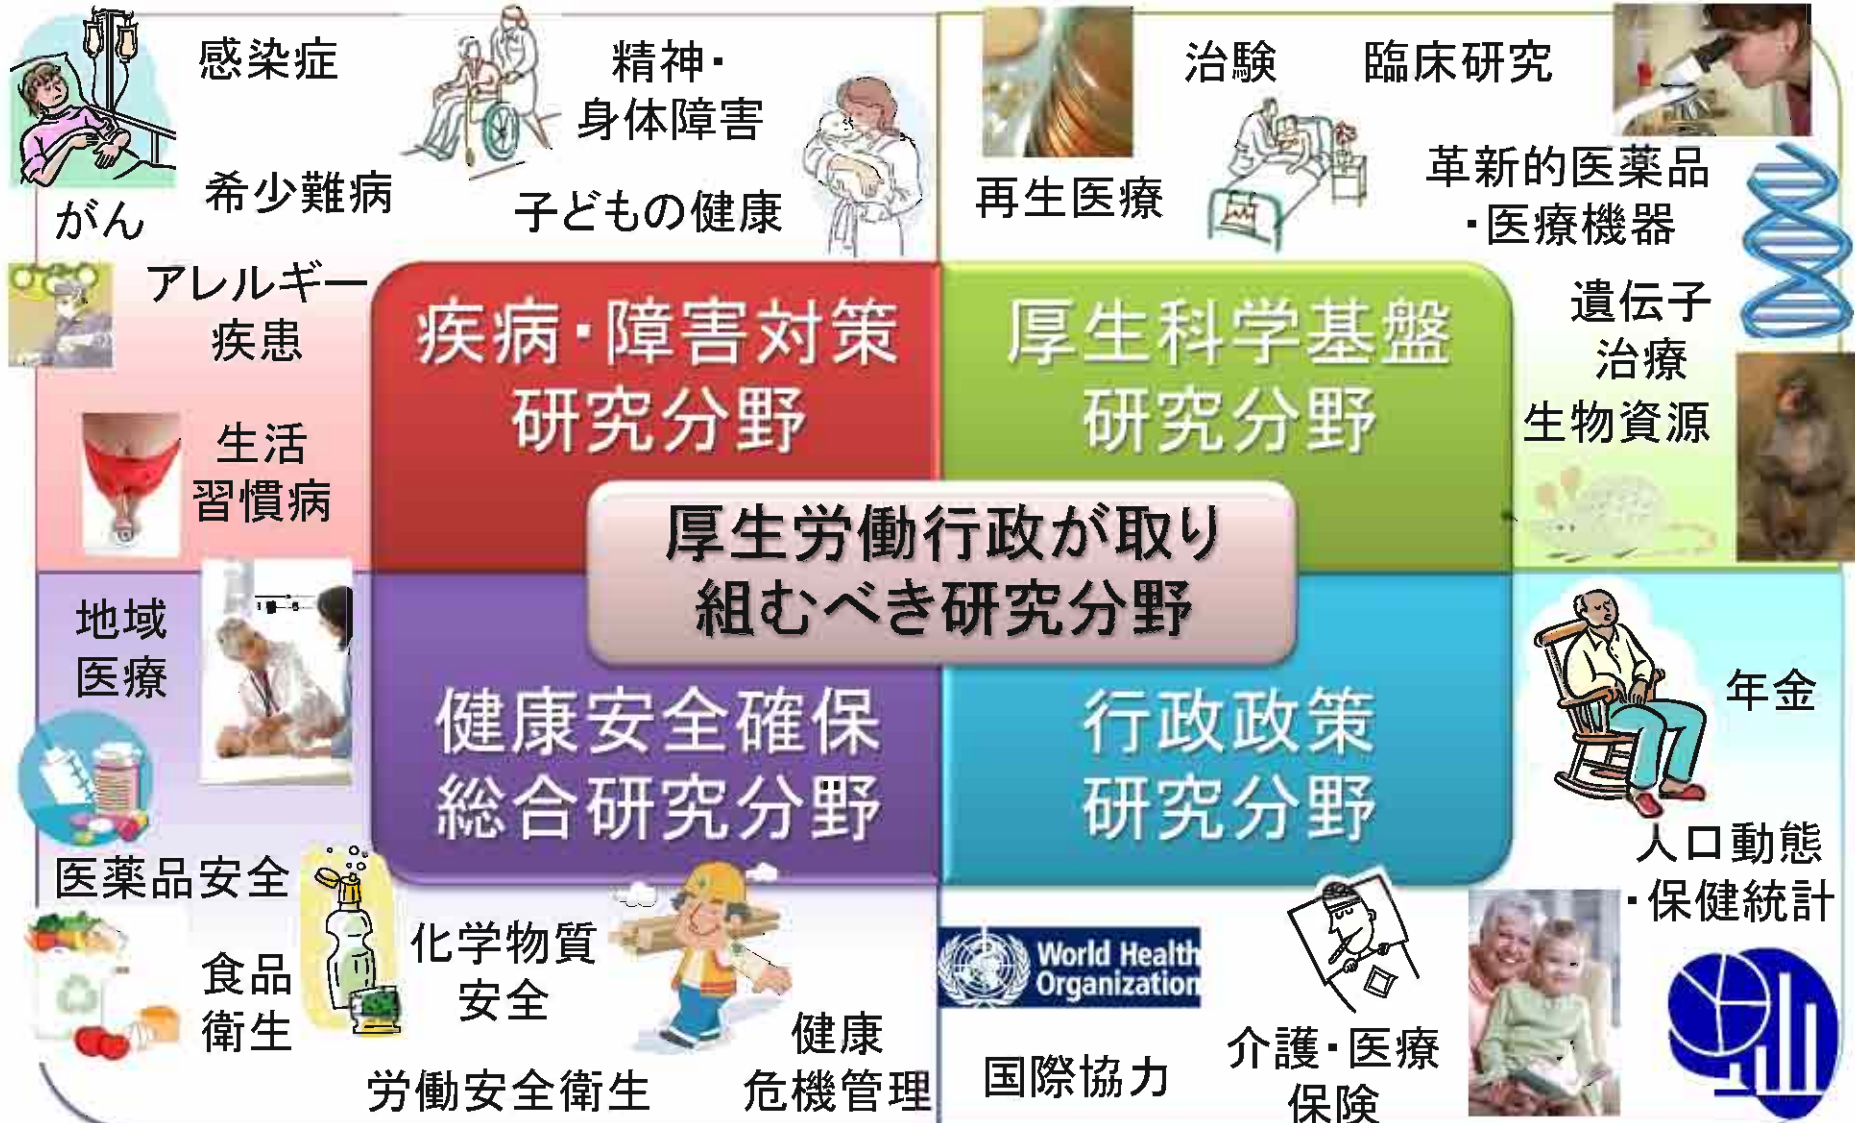 感染症
精神・
身体障害
がん
希少難病
子どもの健康
アレルギー
疾患
生活
習慣病
疾病・障害対策
研究分野
治験
臨床研究
再生医療
革新的医薬品
・医療機器
遺伝子
治療
生物資源
厚生科学基盤
研究分野
厚生労働行政が取り
組むべき研究分野
地域
医療
健康安全確保
総合研究分野
医薬品安全
食品
衛生
化学物質
安全
労働安全衛生
健康
危機管理
行政政策
研究分野
年金
人口動態
・保健統計
World Health
Organization
国際協力
介護・医療
保険